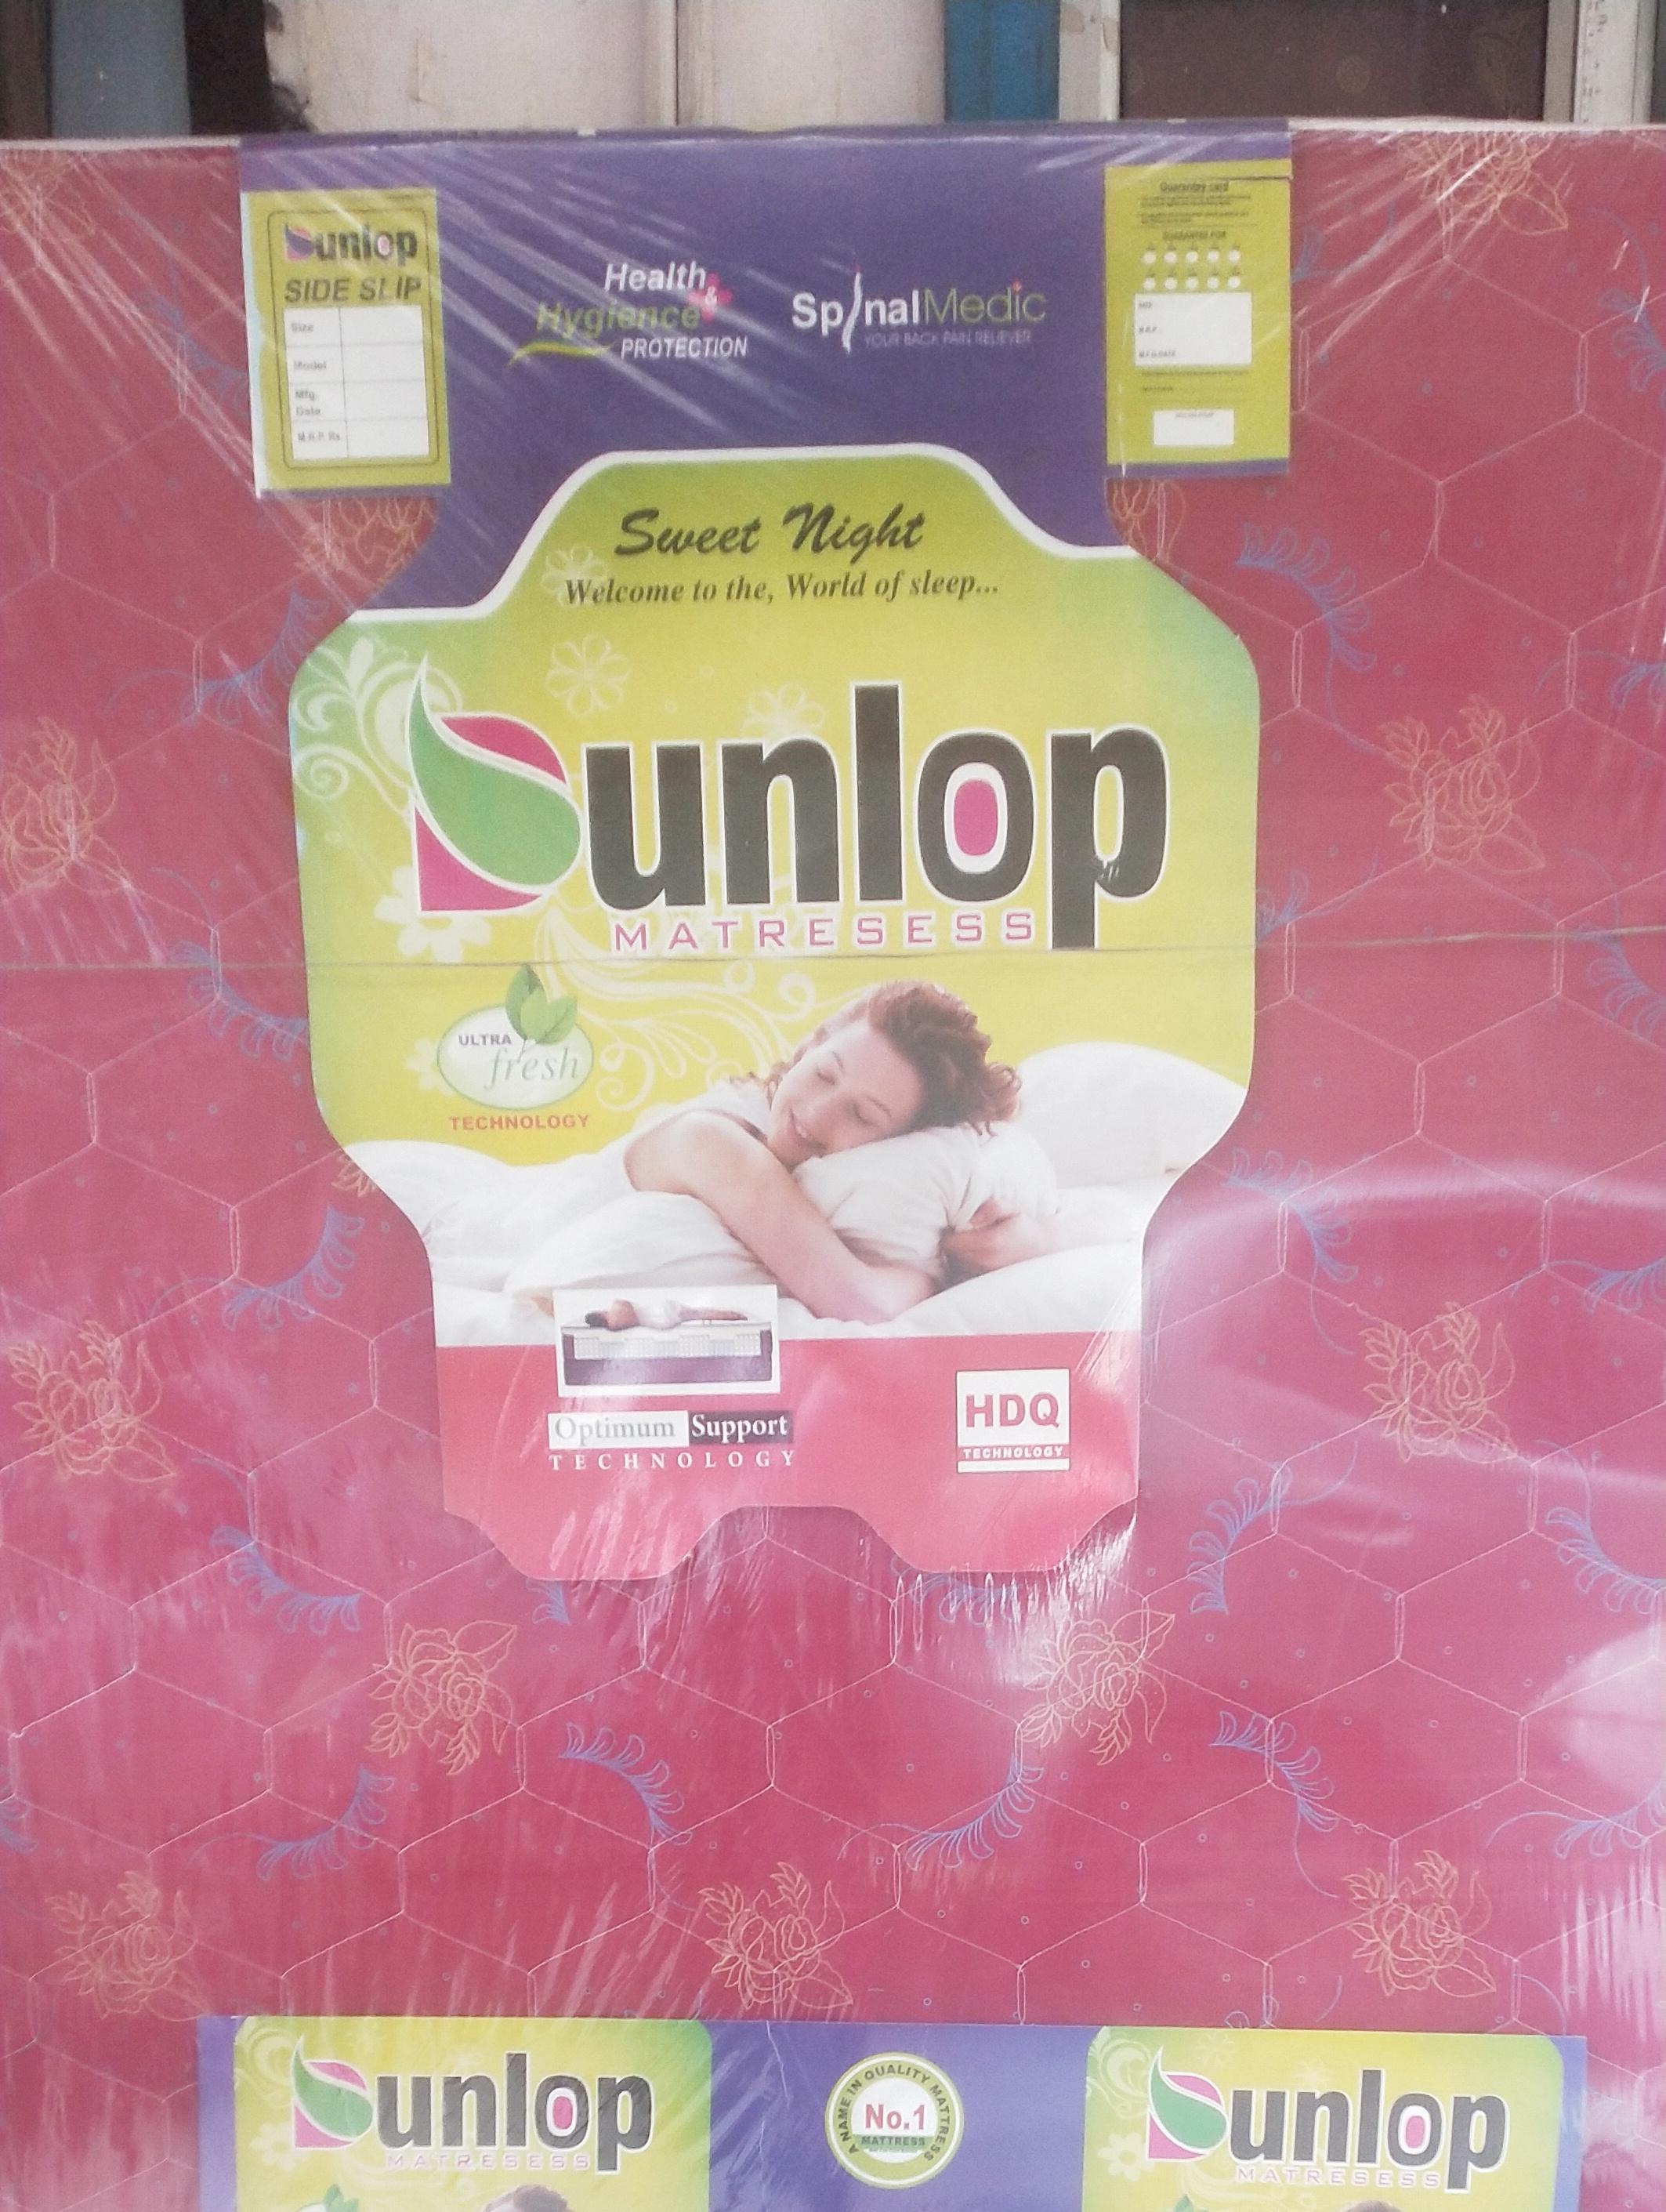 Dunlop
SIDE SLIP
Size
Model
Mfg.
Date
M.R.P. Rs.
Health &
Hygience
PROTECTION
SpinalMedic
YOUR BACK PAIN RELIEVER
Guarantey card
GUARANTEE FOR
Sweet Night
Welcome to the, World of sleep...
Dunlop
MATRESESS
ULTRA
fresh
TECHNOLOGY
Optimum Support
TECHNOLOGY
HDQ
TECHNOLOGY
Dunlop
MATRESESS
A NAME IN QUALITY MATTRESS
No.1
MATTRESS
Dunlop
MATRESESS